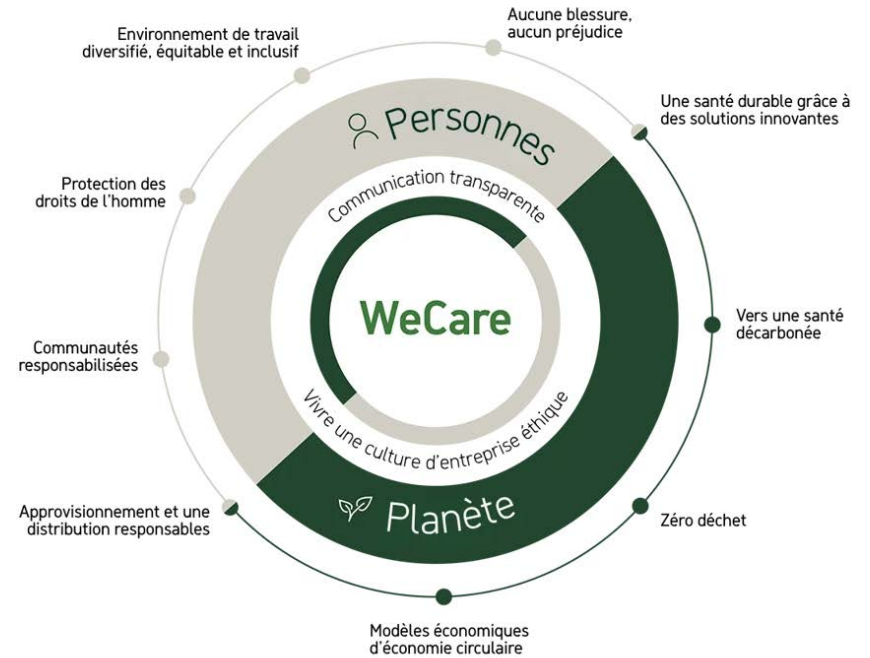 Aucune blessure,
aucun préjudice
Environnement de travail
diversifié, équitable et inclusif
Une santé durable grâce à
des solutions innovantes
Personnes
Communication transparente
Protection des
droits de l'homme
WeCare
Vers une santé
décarbonée
Communautés
responsabilisées
Vivre une culture d'entreprise éthique
Planète
Approvisionnement et une
distribution responsables
Zéro déchet
Modèles économiques
d'économie circulaire